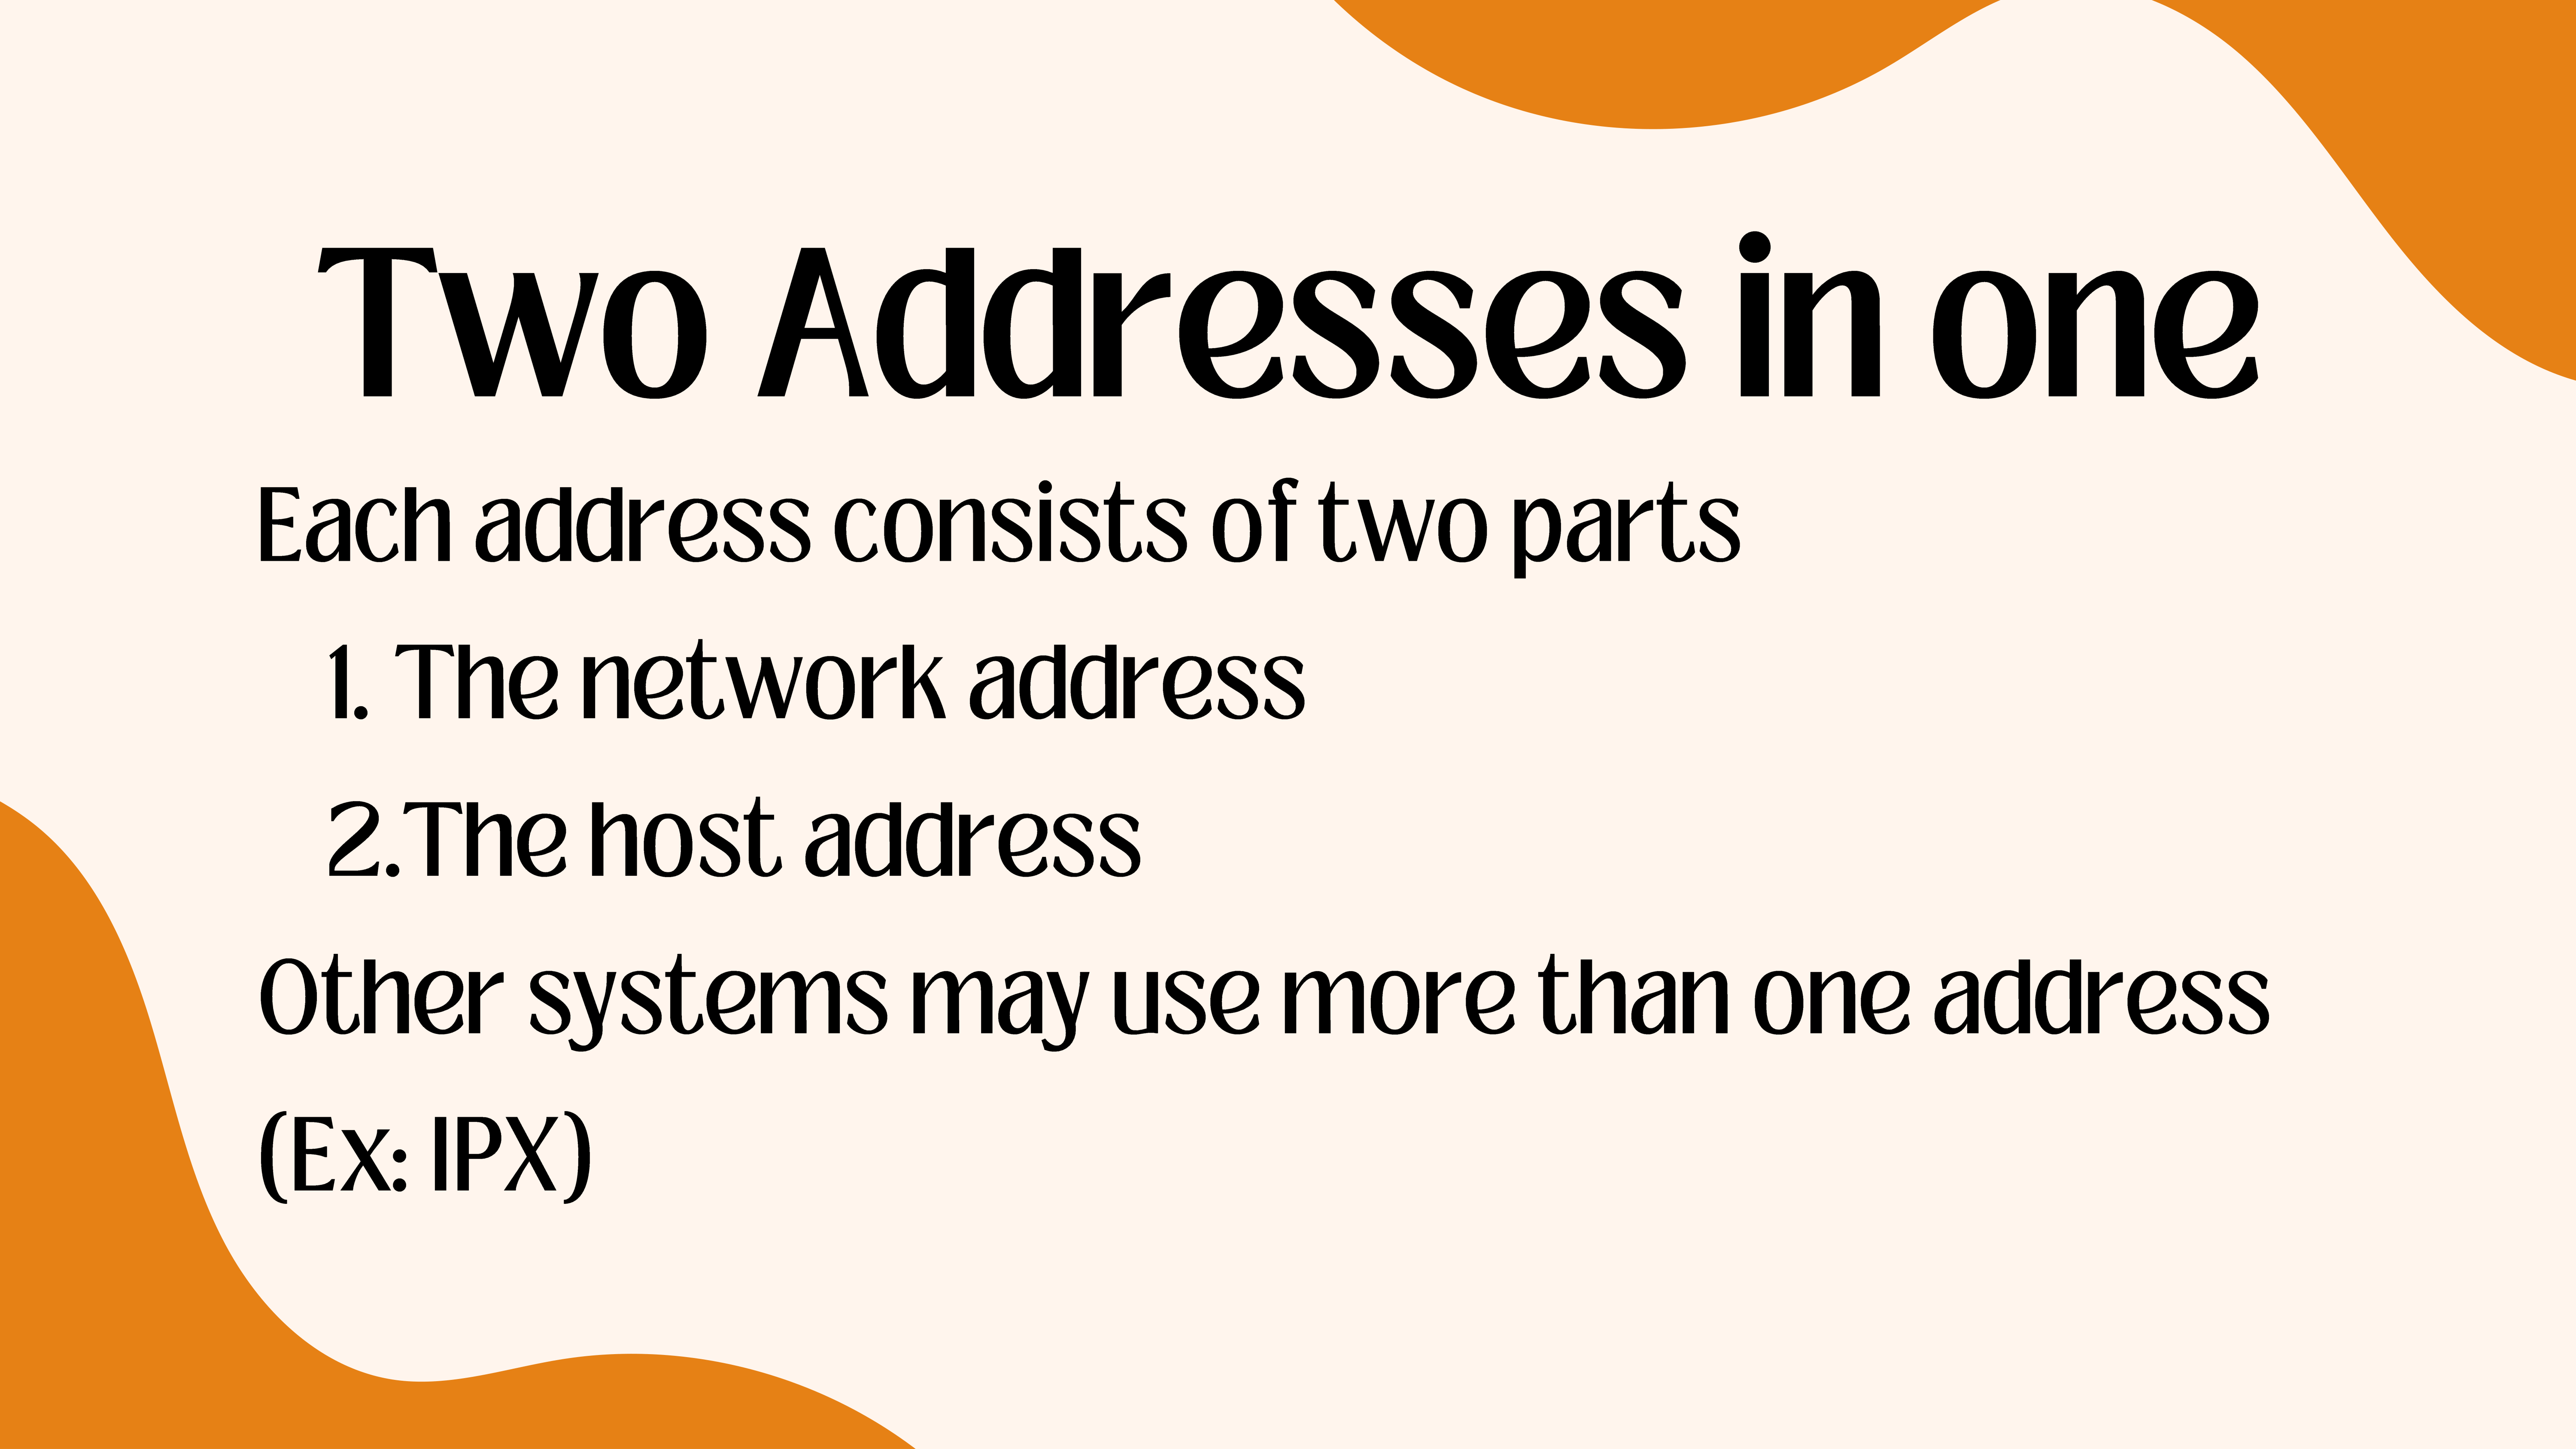 Two Addresses in one
Each address consists of two parts
1. The network address
2.The host address
Other systems may use more than one address
(Ex: IPX)